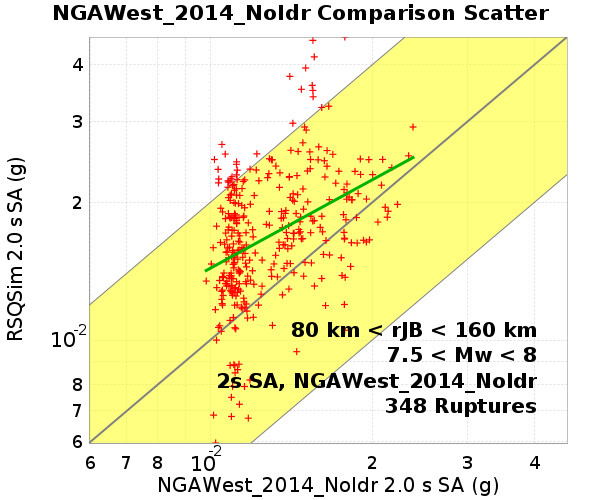 NGAWest_2014_NoIdr Comparison Scatter
4
3
2
10-2
8
7
6
RSQSim 2.0 s SA (g)
80 km < rJB < 160 km
7.5 < Mw < 8
2s SA, NGAWest_2014_NoIdr
348 Ruptures
6 7 8 10-2 2 3 4
NGAWest_2014_NoIdr 2.0 s SA (g)